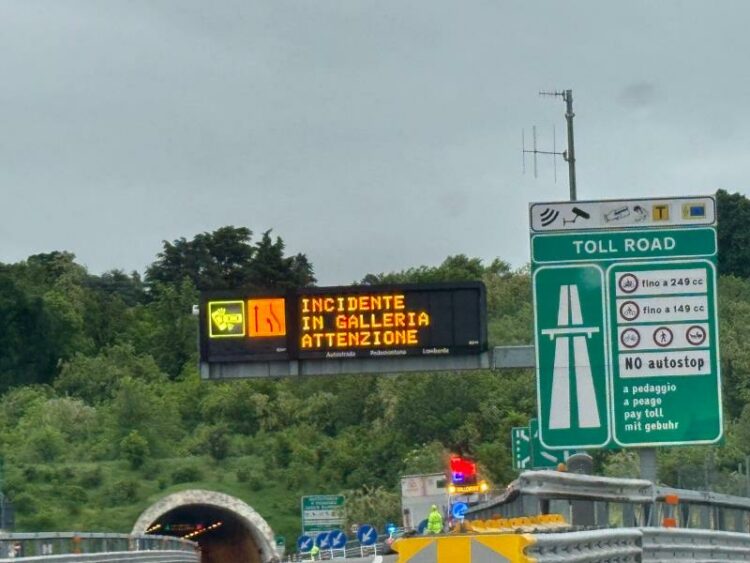 INCIDENTE
IN GALLERIA
ATTENZIONE
Autostrada Pedemontana Lombarda
T
TOLL ROAD
fino a 249 cc
fino a 149 cc
NO autostop
a pedaggio
a peage
pay toll
mit gebuhr